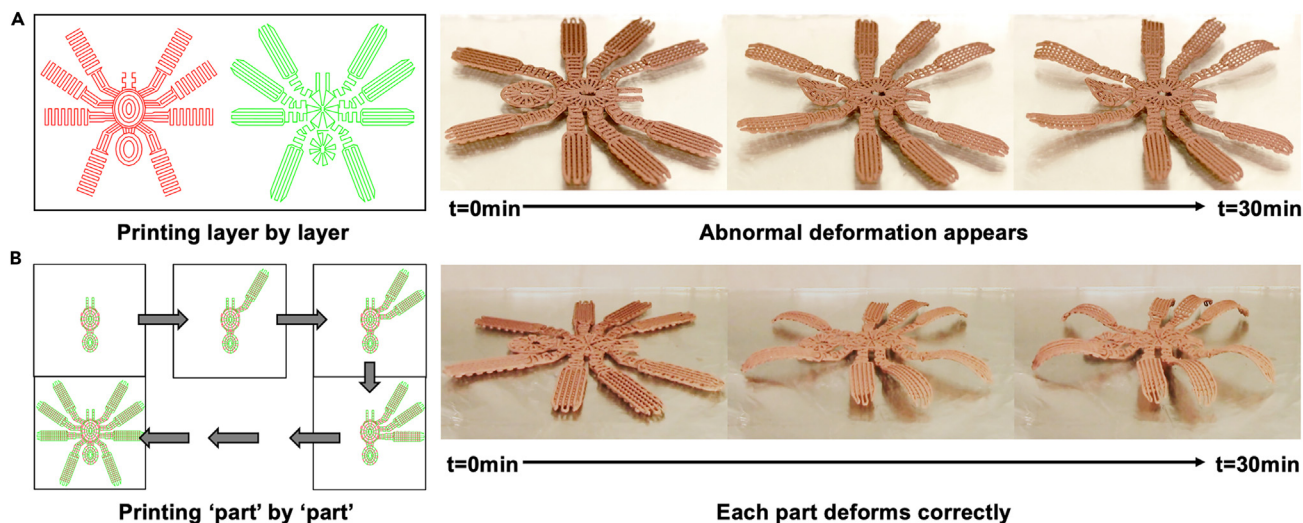 A
Printing layer by layer
t=0min
t=30min
Abnormal deformation appears
B
Printing ‘part’ by ‘part’
t=0min
t=30min
Each part deforms correctly